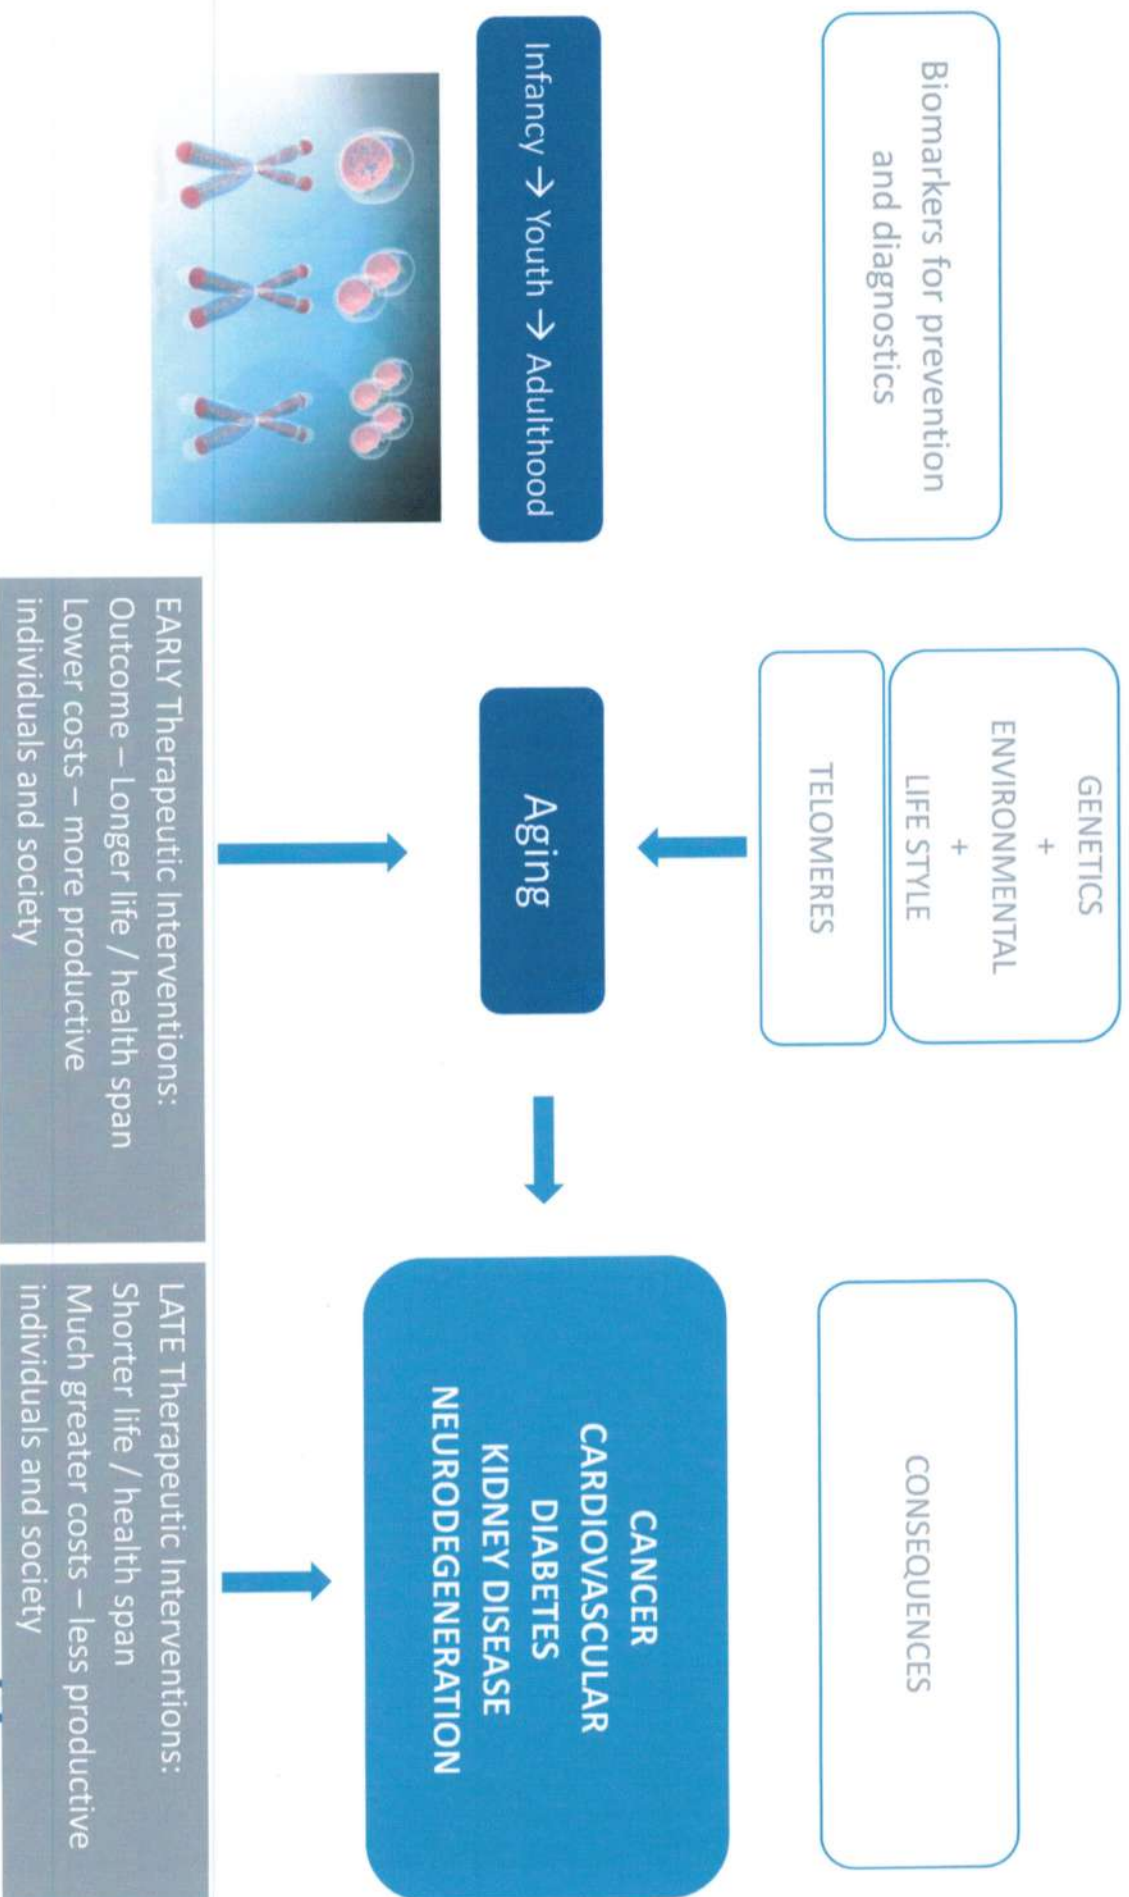 Biomarkers for prevention
and diagnostics
GENETICS
+
ENVIRONMENTAL
+
LIFE STYLE
TELOMERES
CONSEQUENCES
Infancy → Youth → Adulthood
Aging
CANCER
CARDIOVASCULAR
DIABETES
KIDNEY DISEASE
NEURODEGENERATION
EARLY Therapeutic Interventions:
Outcome – Longer life / health span
Lower costs – more productive
individuals and society
LATE Therapeutic Interventions:
Shorter life / health span
Much greater costs – less productive
individuals and society